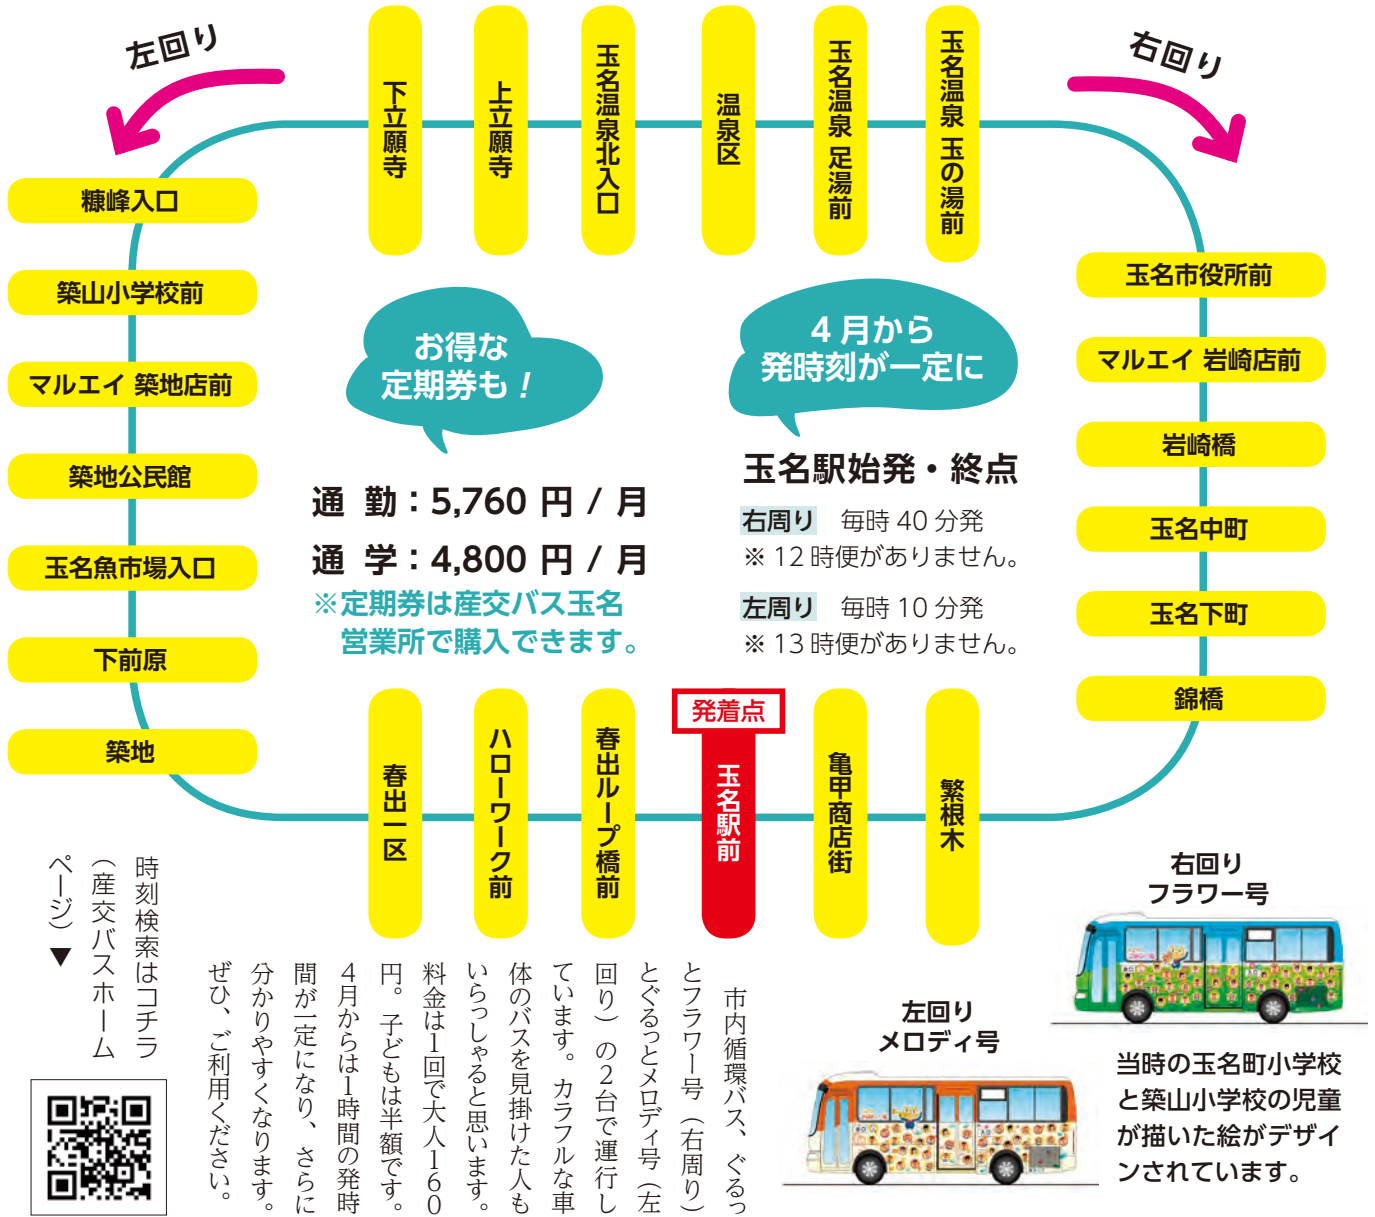 左回り
右回り
下立願寺
上立願寺
玉名温泉北入口
温泉区
玉名温泉 足湯前
玉名温泉 玉の湯前
糠峰入口
築山小学校前
マルエイ 築地店前
築地公民館
玉名魚市場入口
下前原
築地
玉名市役所前
マルエイ 岩崎店前
岩崎橋
玉名中町
玉名下町
錦橋
お得な
定期券も！
通 勤：5,760 円 / 月
通 学：4,800 円 / 月
※定期券は産交バス玉名
営業所で購入できます。
4 月から
発時刻が一定に
玉名駅始発・終点
右周り 毎時 40 分発
※ 12 時便がありません。
左周り 毎時 10 分発
※ 13 時便がありません。
春出一区
ハローワーク前
春出ループ橋前
発着点
玉名駅前
亀甲商店街
繁根木
市内循環バス、ぐるっ
とフラワー号（右周り）
とぐるっとメロディ号（左
回り）の２台で運行し
ています。カラフルな車
体のバスを見掛けた人も
いらっしゃると思います。
料金は1回で大人160
円。子どもは半額です。
４月からは1時間の発時
間が一定になり、さらに
分かりやすくなります。
ぜひ、ご利用ください。
時刻検索はコチラ
（産交バスホーム
ページ）▼
右回り
フラワー号
左回り
メロディ号
当時の玉名町小学校
と築山小学校の児童
が描いた絵がデザイ
ンされています。